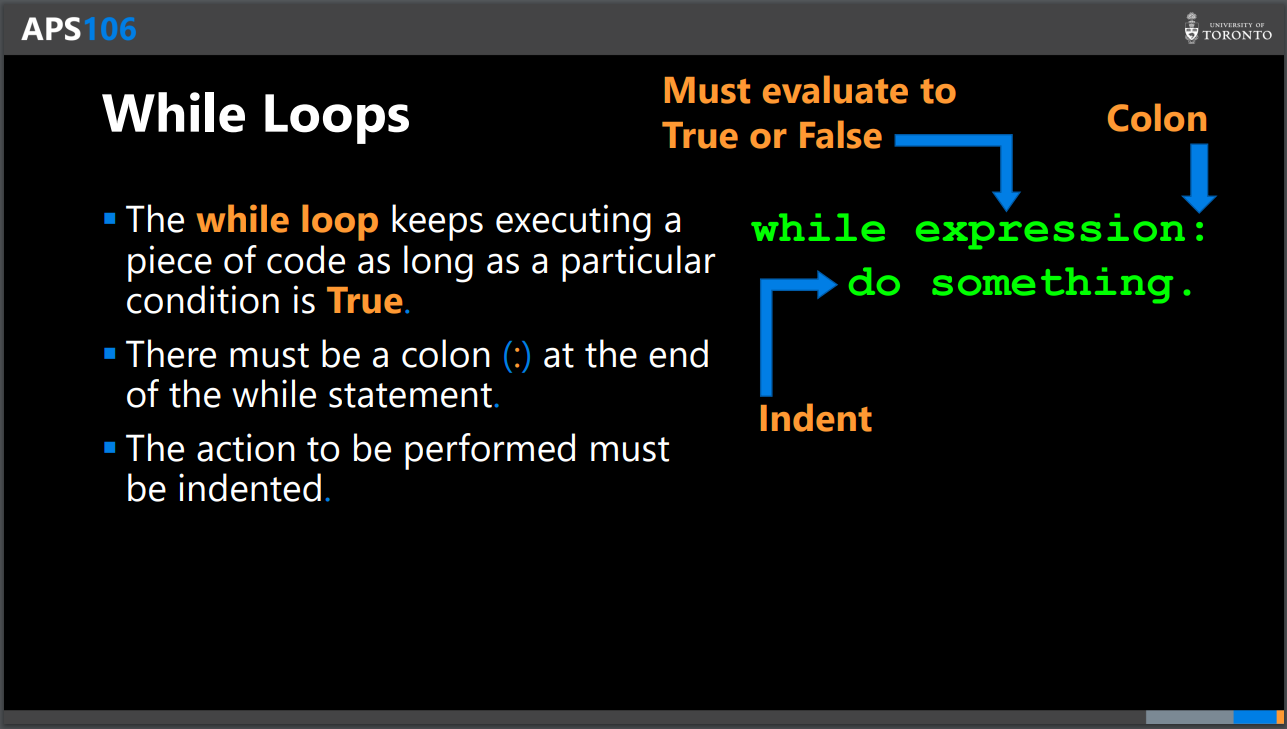 APS106
UNIVERSITY OF
TORONTO
While Loops
▪ The while loop keeps executing a
piece of code as long as a particular
condition is True.
▪ There must be a colon (:) at the end
of the while statement.
▪ The action to be performed must
be indented.
Must evaluate to
True or False
Colon
while expression:
do something.
Indent